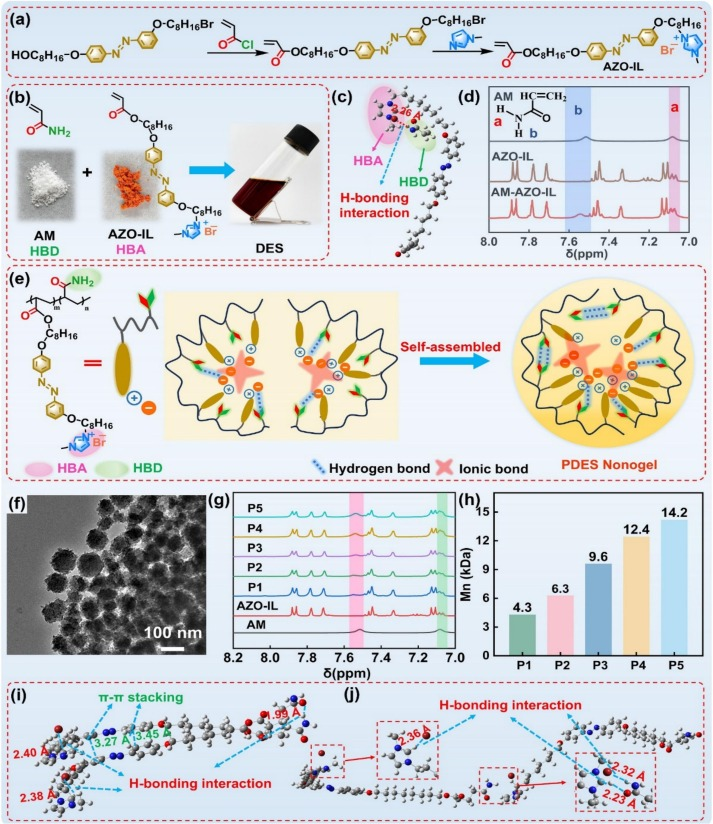 (a)
OC₈H₁₆Br
HOC₈H₁₆-O
N
N
Cl
O
O
OC₈H₁₆-O
N
N
OC₈H₁₆Br
N
N
O
O
OC₈H₁₆-O
N
N
OC₈H₁₆
Br⁻
N
+
N
AZO-IL
(b)
O
NH₂
AM
HBD
+
O
O
C₈H₁₆
O
N
N
O
C₈H₁₆
N
+
N
Br⁻
AZO-IL
HBA
DES
(c)
2.26 Å
HBA
HBD
H-bonding
interaction
(d)
AM
HC=CH₂
H
C
N
O
H
a
b
b
a
AZO-IL
AM-AZO-IL
8.0
7.8
7.6
7.4
7.2
7.0
δ(ppm)
(e)
NH₂
O
O
m
n
O
C₈H₁₆
O
N
N
O
C₈H₁₆
N
+
N
Br⁻
=
+
−
HBA
HBD
Self-assembled
Hydrogen bond
Ionic bond
PDES Nonogel
(f)
100 nm
(g)
P5
P4
P3
P2
P1
AZO-IL
AM
8.2
8.0
7.8
7.6
7.4
7.2
7.0
δ(ppm)
(h)
Mn (kDa)
15
12
9
6
3
0
4.3
6.3
9.6
12.4
14.2
P1
P2
P3
P4
P5
(i)
π-π stacking
1.99 Å
3.27 Å
3.45 Å
2.40 Å
H-bonding interaction
2.38 Å
(j)
H-bonding interaction
2.36 Å
2.32 Å
2.23 Å